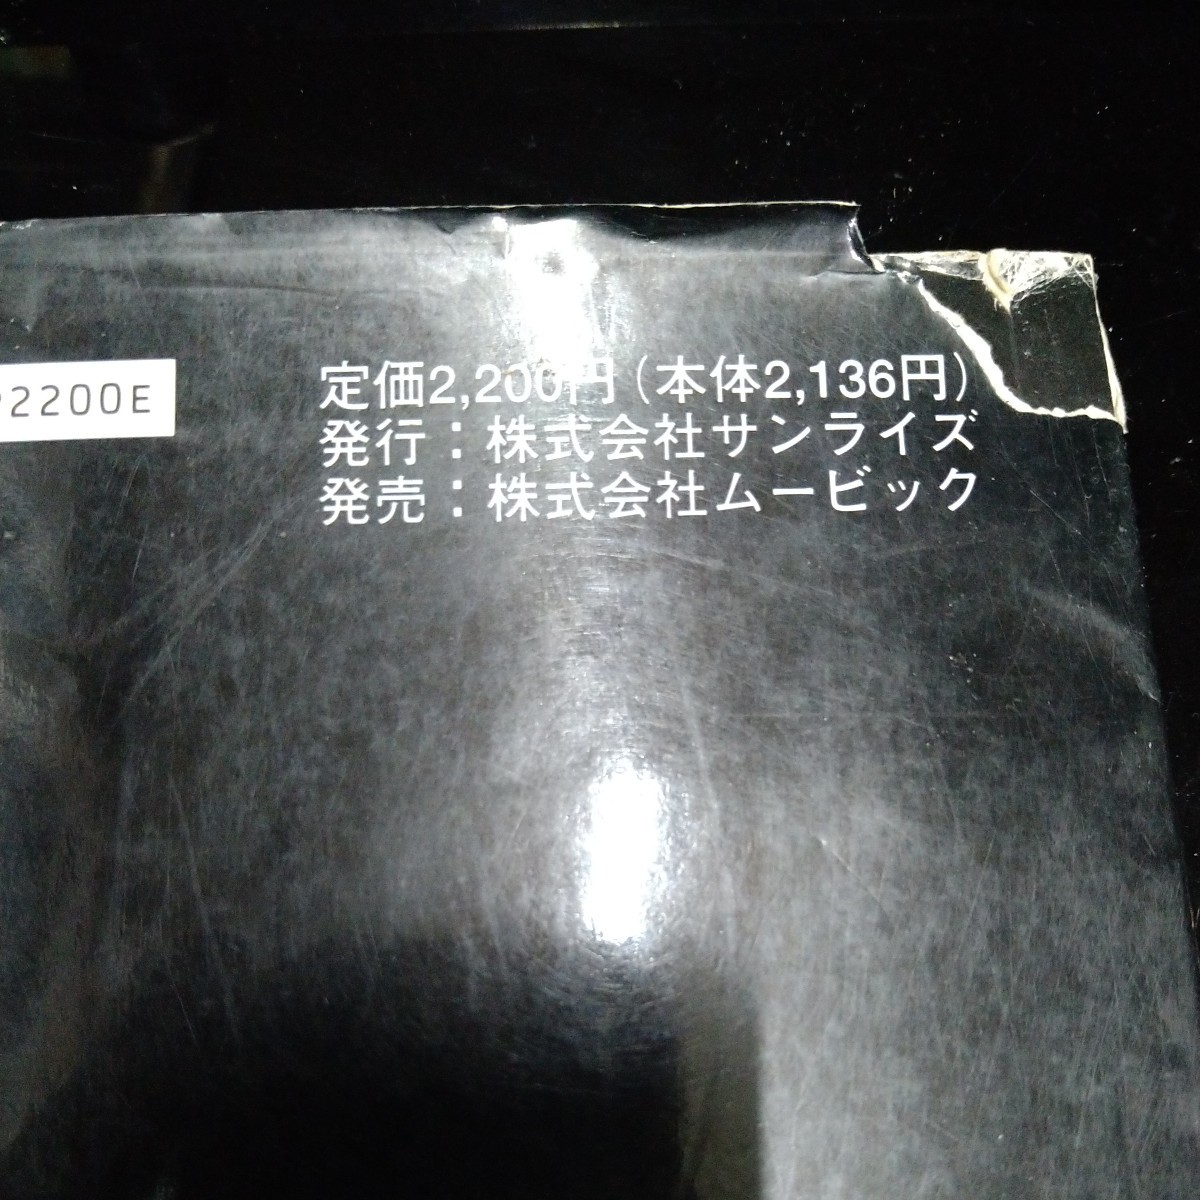 定価2,200円(本体2,136円)
発行：株式会社サンライズ
発売：株式会社ムービック
P2200E